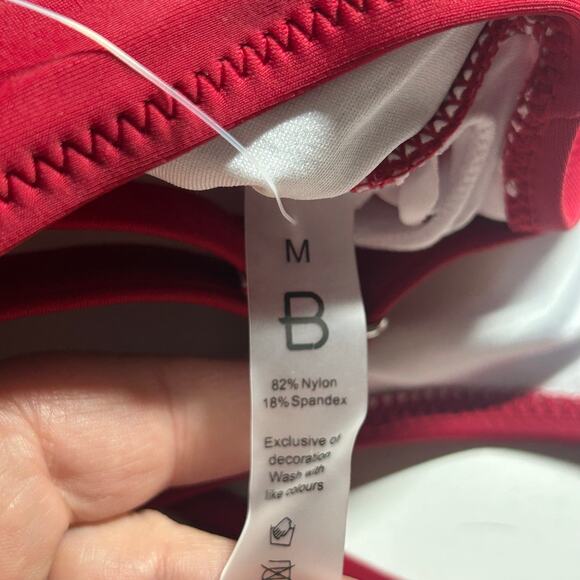 M
B
82% Nylon
18% Spandex
Exclusive of
decoration
Wash with
like colours